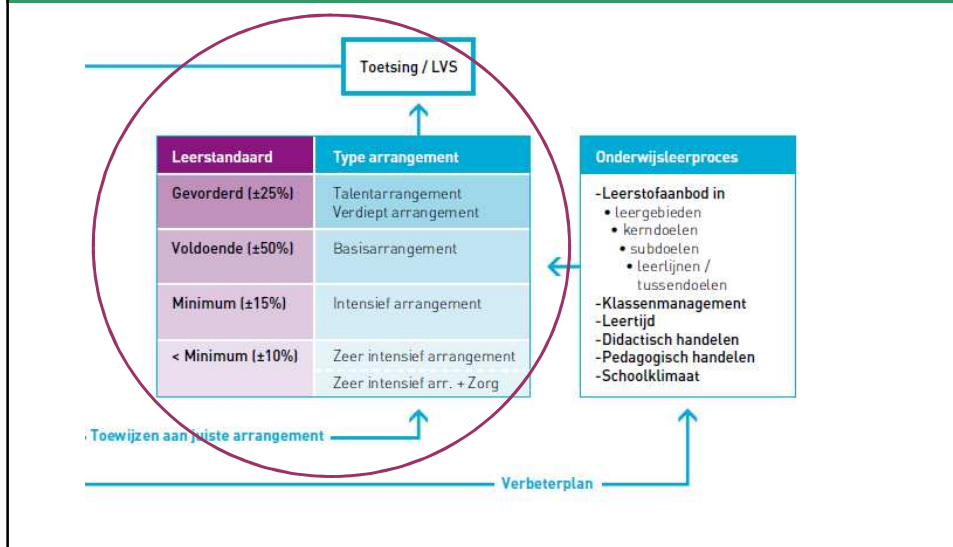 Toetsing / LVS
Leerstandaard
Type arrangement
Gevorderd (±25%)
Talentarrangement
Verdiept arrangement
Voldoende (±50%)
Basisarrangement
Minimum (±15%)
Intensief arrangement
< Minimum (±10%)
Zeer intensief arrangement
Zeer intensief arr. + Zorg
Onderwijsleerproces
-Leerstofaanbod in
• leergebieden
• kerndoelen
• subdoelen
• leerlijnen /
tussendoelen
-Klassenmanagement
-Leertijd
-Didactisch handelen
-Pedagogisch handelen
-Schoolklimaat
Toewijzen aan juiste arrangement
Verbeterplan